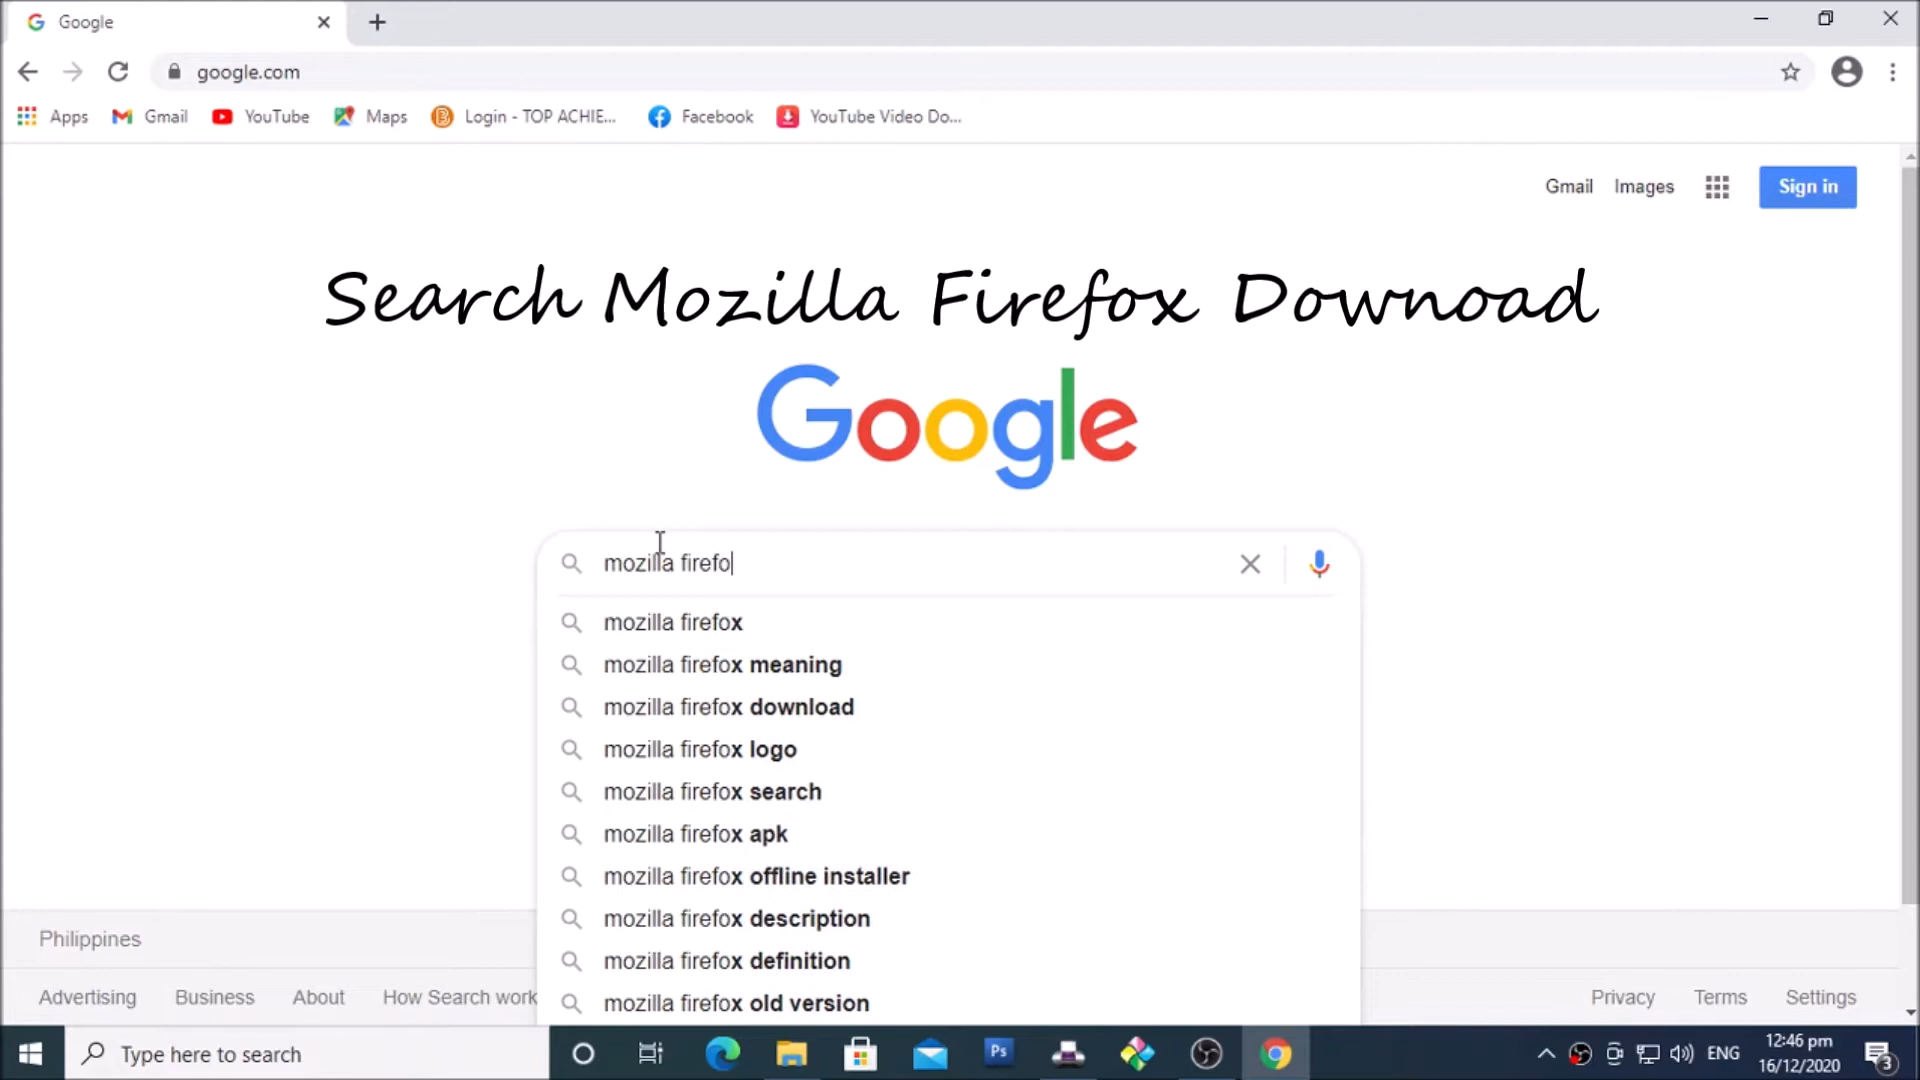 Google
google.com
Apps Gmail YouTube Maps Login - TOP ACHIE... Facebook YouTube Video Do...
Gmail Images Sign in
Search Mozilla Firefox Downoad
Google
mozilla firefo
mozilla firefox
mozilla firefox meaning
mozilla firefox download
mozilla firefox logo
mozilla firefox search
mozilla firefox apk
mozilla firefox offline installer
mozilla firefox description
mozilla firefox definition
mozilla firefox old version
Philippines
Advertising Business About How Search work Privacy Terms Settings
Type here to search Ps ENG 12:46 pm
16/12/2020 3